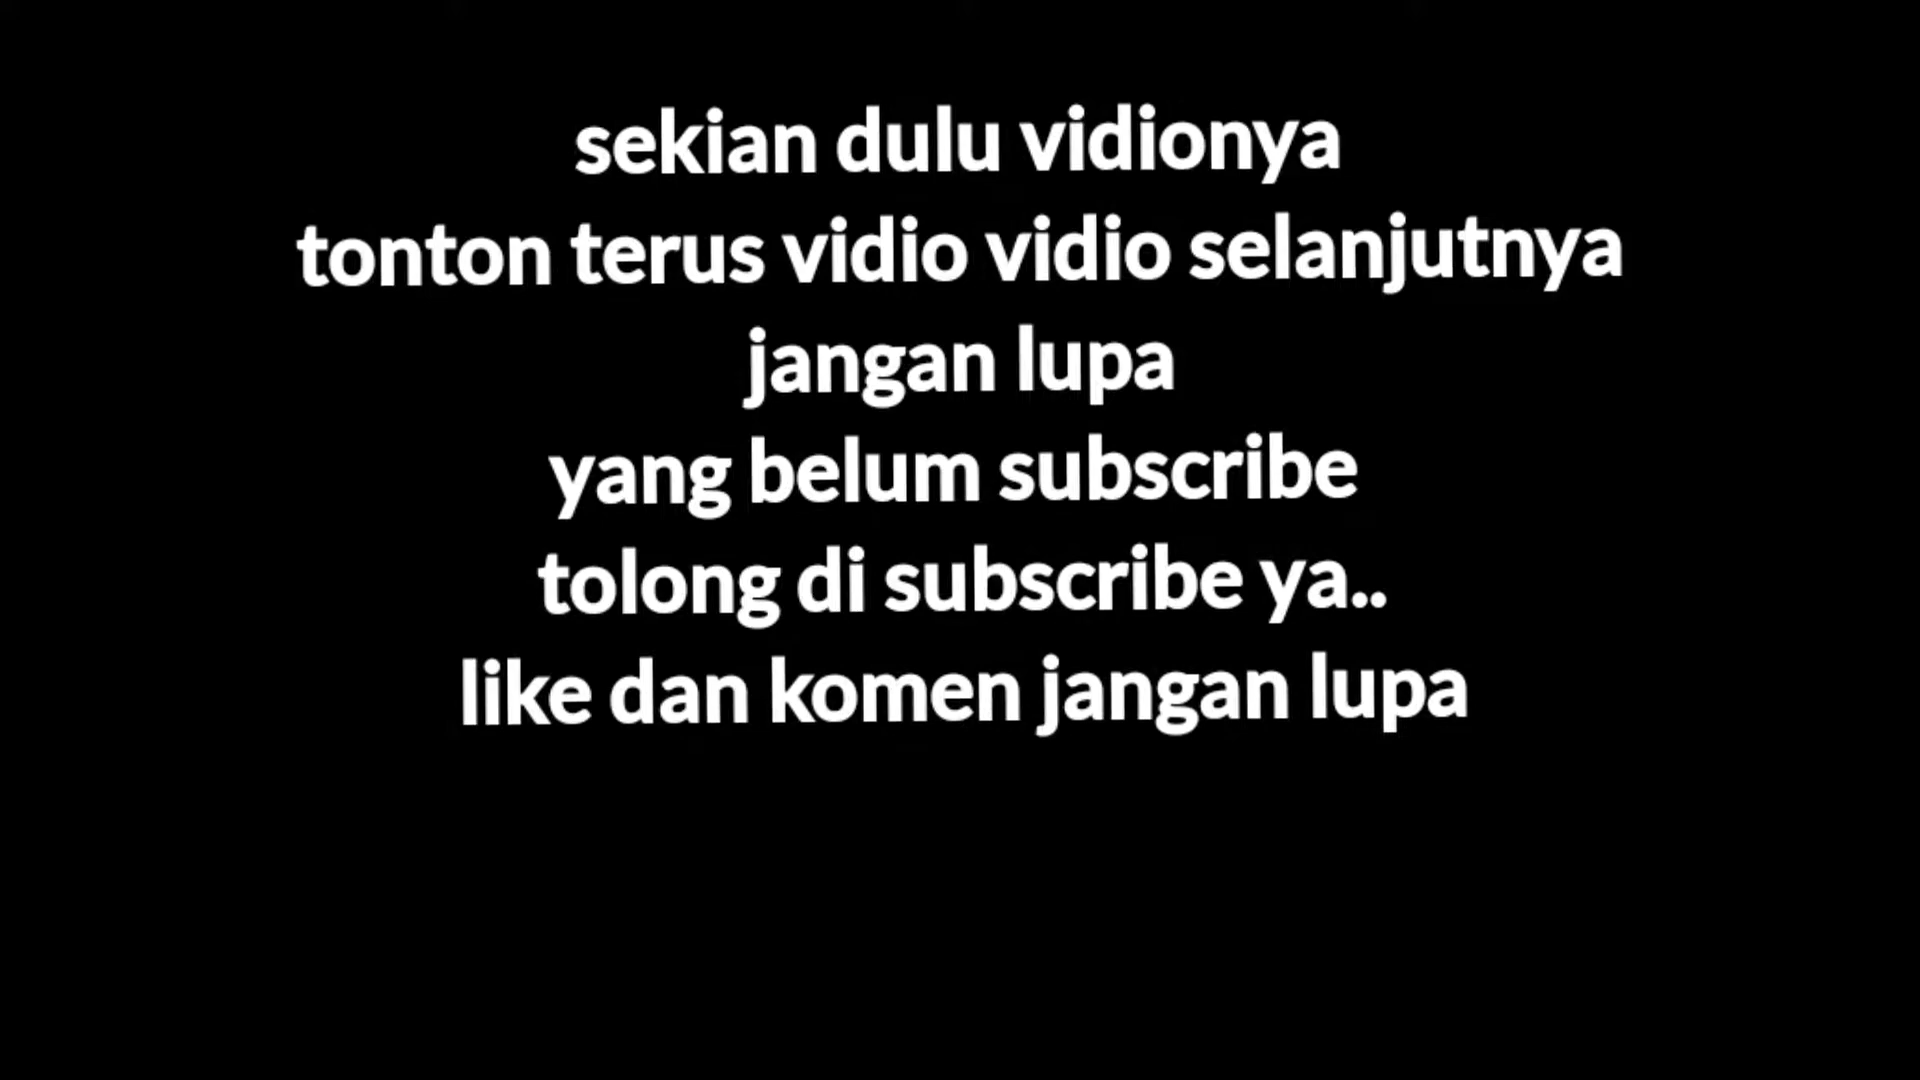 sekian dulu vidionya
tonton terus vidio vidio selanjutnya
jangan lupa
yang belum subscribe
tolong di subscribe ya..
like dan komen jangan lupa